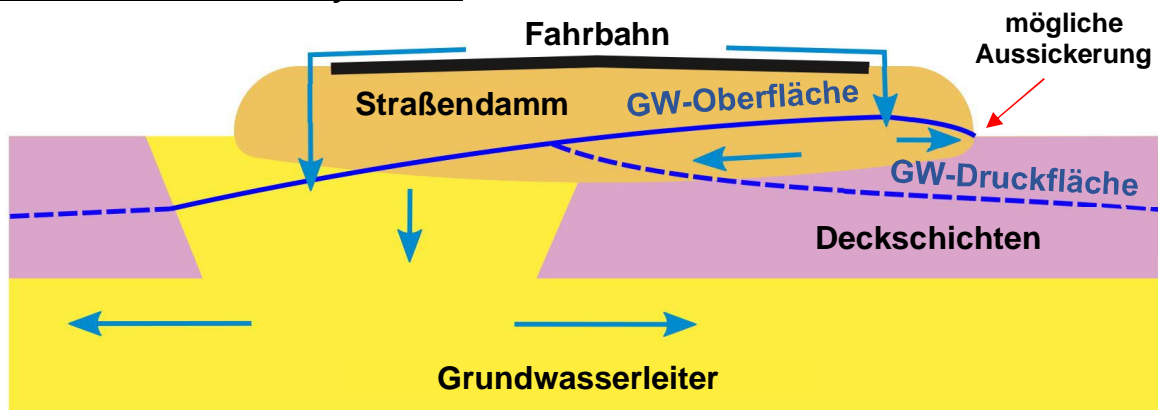 Fahrbahn
mögliche
Aussickerung
Straßendamm
GW-Oberfläche
GW-Druckfläche
Deckschichten
Grundwasserleiter